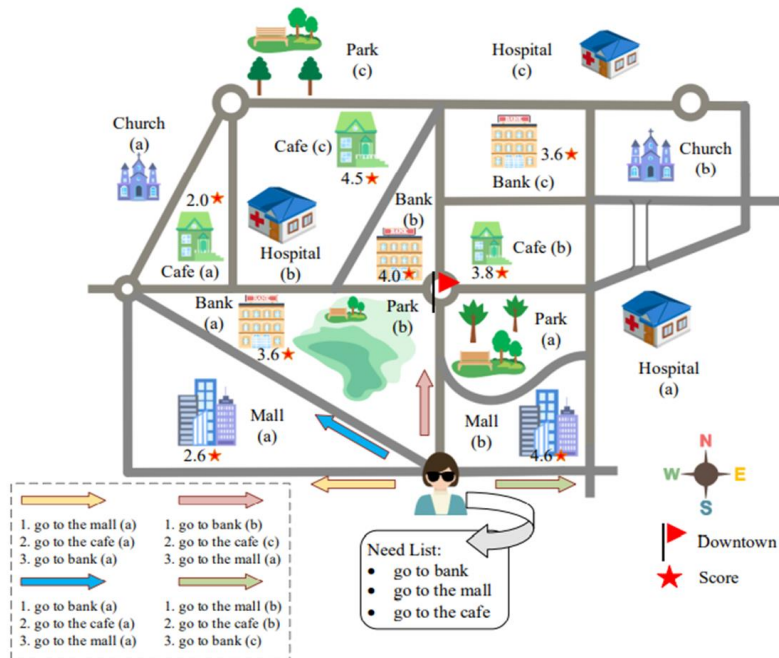 Park
(c)
Hospital
(c)
Church
(a)
Cafe (c)
4.5
BANK
3.6
Bank (c)
Church
(b)
2.0
Hospital
(b)
Bank
(b)
Cafe (a)
Cafe (b)
4.0
3.8
Bank
(a)
3.6
Park
(b)
Park
(a)
Hospital
(a)
Mall
(a)
2.6
Mall
(b)
4.6
N
W E
S
Downtown
Score
1. go to the mall (a)
2. go to the cafe (a)
3. go to bank (a)
1. go to bank (b)
2. go to the cafe (c)
3. go to the mall (a)
1. go to bank (a)
2. go to the cafe (a)
3. go to the mall (a)
1. go to the mall (b)
2. go to the cafe (b)
3. go to bank (c)
Need List:
• go to bank
• go to the mall
• go to the cafe